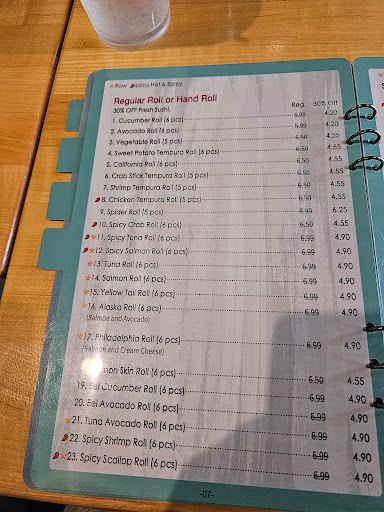 Raw Spicy Hot & Spicy
Regular Roll or Hand Roll
30% OFF Fresh Sushi Reg. 30% Off
1. Cucumber Roll (6 pcs) 5.99 4.20
2. Avocado Roll (6 pcs) 5.99 4.20
3. Vegetable Roll (5 pcs) 6.50 4.55
4. Sweet Potato Tempura Roll (6 pcs) 6.50 4.55
5. California Roll (6 pcs) 6.50 4.55
6. Crab Stick Tempura Roll (5 pcs) 6.50 4.55
7. Shrimp Tempura Roll (5 pcs) 6.50 4.55
8. Chicken Tempura Roll (5 pcs) 6.50 4.55
9. Spider Roll (5 pcs) 8.99 6.25
10. Spicy Crab Roll (6 pcs) 6.50 4.55
11. Spicy Tuna Roll (6 pcs) 6.99 4.90
12. Spicy Salmon Roll (6 pcs) 6.99 4.90
13. Tuna Roll (6 pcs) 6.99 4.90
14. Salmon Roll (6 pcs) 6.99 4.90
15. Yellow Tail Roll (6 pcs) 6.99 4.90
16. Alaska Roll (6 pcs) 6.99 4.90
(Salmon and Avocado)
17. Philadelphia Roll (6 pcs) 6.99 4.90
(Salmon and Cream Cheese)
Skin Roll (6 pcs) 6.50 4.55
19. Eel Cucumber Roll (6 pcs) 6.99 4.90
20. Eel Avocado Roll (6 pcs) 6.99 4.90
21. Tuna Avocado Roll (6 pcs) 6.99 4.90
22. Spicy Shrimp Roll (6 pcs) 6.99 4.90
23. Spicy Scallop Roll (6 pcs) 6.99 4.90
-07-